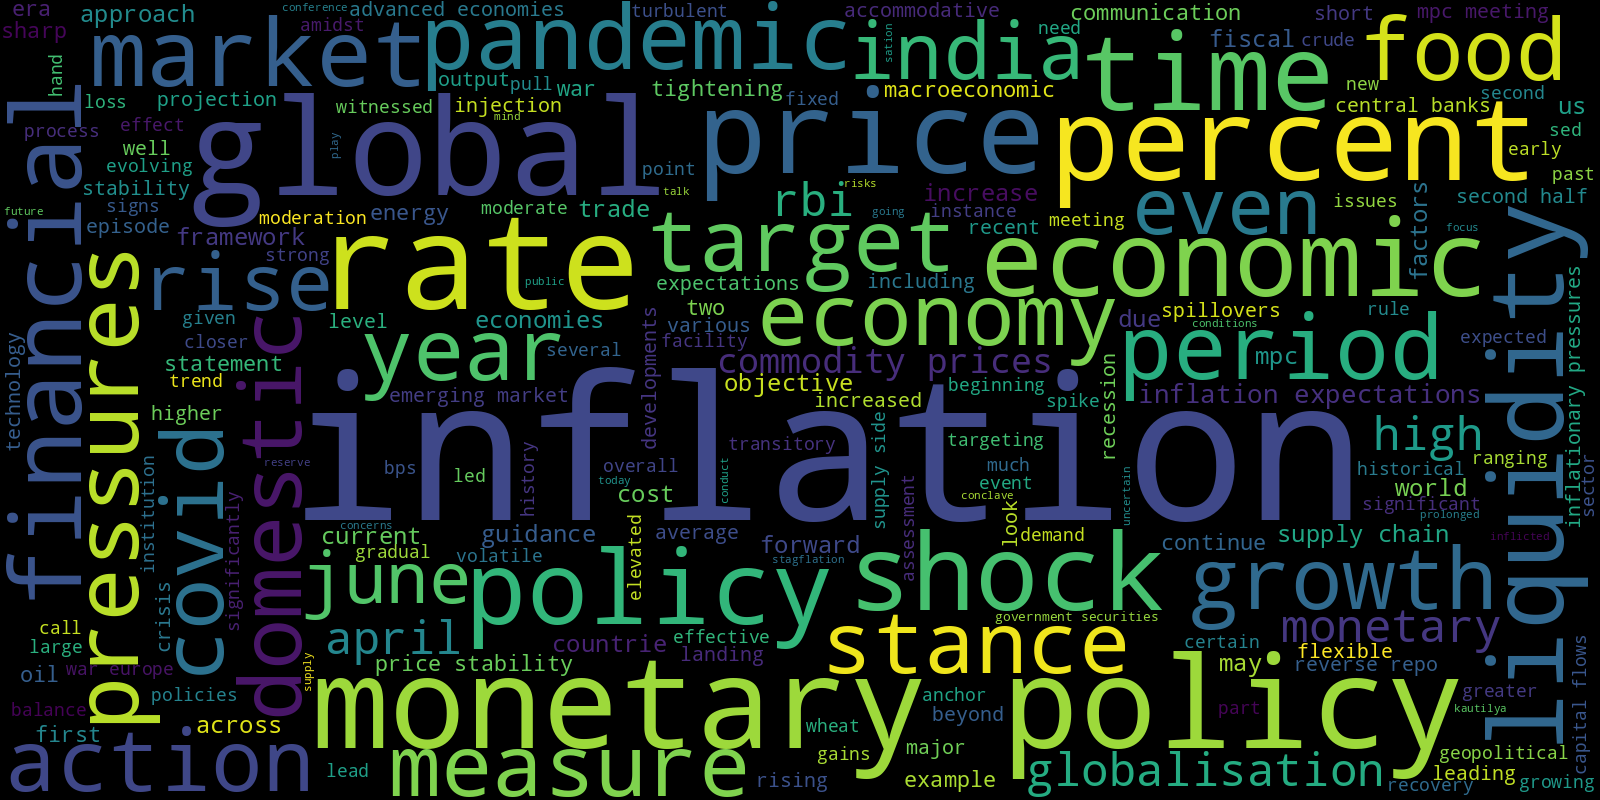 era
approach
conference
advanced economies
turbulent
accommodative
communication
short
mpc meeting
sharp
market
amidst
pandemic
india
sation
need
time
fiscal
crude
food
hand
output
pull
war
tightening
fixed
macroeconomic
new
second
loss
projection
witnessed
injection
mind
central banks
us
process
effect
global
play
price
percent
sed
well
early
evolving
point
past
stability
talk
risks
rbi
increase
even
issues
second half
future
signs
moderation
energy
moderate
trade
instance
going
meeting
factors
episode
framework
recent
focus
financial
pressures
strong
rise
rate
target
economic
liquidity
public
expectations
including
two
economy
spillovers
rule
given
level
economies
developments
various
due
conditions
period
expected
technology
closer
year
several
facility
commodity prices
mpc
statement
domestic
trend
objective
beginning
recession
inflation expectations
inflationary pressures
emerging market
increased
spike
higher
inflation
covid
history
transitory
supply side
targeting
high
institution
reserve
bps
led
overall
much
historical
ranging
today
cost
conduct
event
world
sector
significantly
conclave
uncertain
significant
prolonged
concerns
current
guidance
average
forward
assessment
look
demand
continue
supply chain
inflicted
crisis
gradual
volatile
elevated
stagflation
shock
growth
june
policy
government securities
call
april
countrie
effective
stance
monetary
large
landing
certain
flexible
oil
war europe
supply
price stability
may
reverse repo
capital flows
policies
monetary policy
anchor
greater
balance
beyond
part
kautilya
first
across
wheat
action
measure
gains
major
geopolitical
lead
rising
example
globalisation
leading
recovery
growing